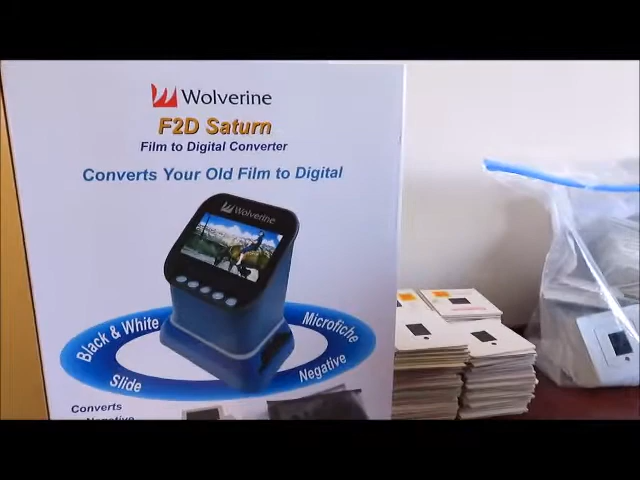 Wolverine
F2D Saturn
Film to Digital Converter
Converts Your Old Film to Digital
Wolverine
Black & White
Microfiche
Slide
Negative
Converts
Negative